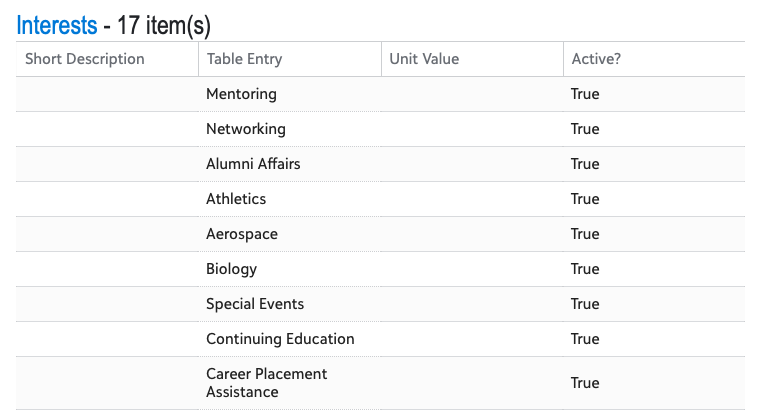 Interests - 17 item(s)
Short Description Table Entry Unit Value Active?
Mentoring True
Networking True
Alumni Affairs True
Athletics True
Aerospace True
Biology True
Special Events True
Continuing Education True
Career Placement
Assistance True